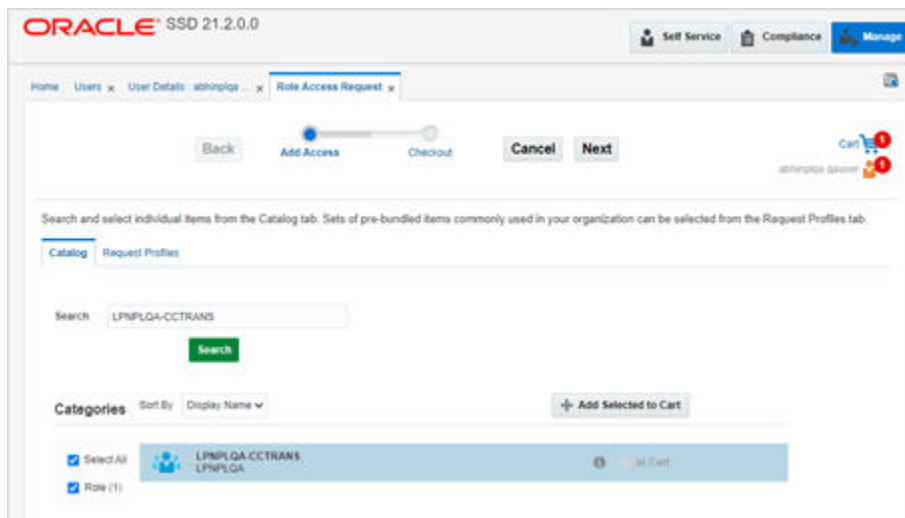 ORACLE® SSD 21.2.0.0
Self Service Compliance Manage
Home Users x User Details : abhinplqa ... x Role Access Request x
Back Add Access Checkout Cancel Next
Cart 1
abhinplqa qauser 1
Search and select individual items from the Catalog tab. Sets of pre-bundled items commonly used in your organization can be selected from the Request Profiles tab.
Catalog Request Profiles
Search LPNPLQA-CCTRANS
Search
Categories Sort By Display Name + Add Selected to Cart
Select All LPNPLQA-CCTRANS
LPNPLQA
In Cart
Role (1)